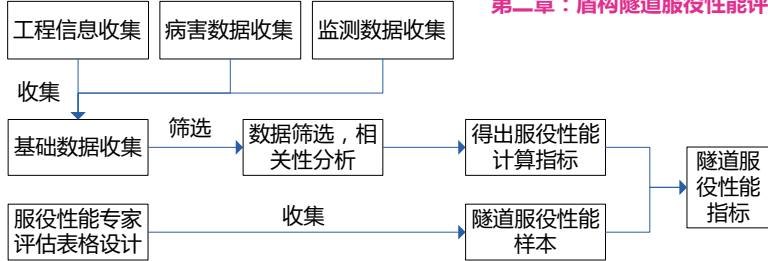 第二章：盾构隧道服役性能评
工程信息收集
病害数据收集
监测数据收集
收集
基础数据收集
筛选
数据筛选，相
关性分析
得出服役性能
计算指标
隧道服
役性能
指标
服役性能专家
评估表格设计
收集
隧道服役性能
样本